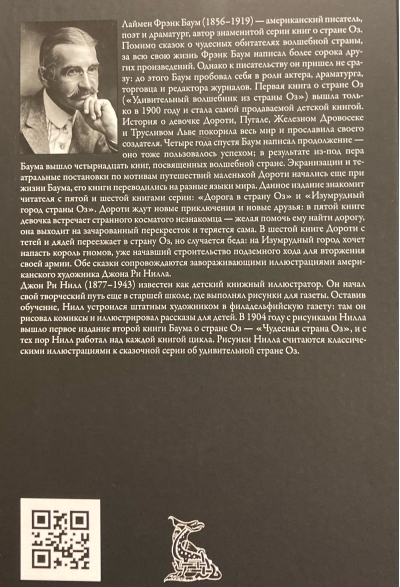 Лаймен Фрэнк Баум (1856–1919) — американский писатель,
поэт и драматург, автор знаменитой серии книг о стране Оз.
Помимо сказок о чудесных обитателях волшебной страны,
за всю свою жизнь Фрэнк Баум написал более сорока дру-
гих произведений. Однако к писательству он пришел не сра-
зу: до этого Баум пробовал себя в роли актера, драматурга,
торговца и редактора журналов. Первая книга о стране Оз
(«Удивительный волшебник из страны Оз») вышла толь-
ко в 1900 году и стала самой продаваемой детской книгой.
История о девочке Дороти, Пугале, Железном Дровосеке
и Трусливом Льве покорила весь мир и прославила своего
создателя. Четыре года спустя Баум написал продолжение —
оно тоже пользовалось успехом; в результате из-под пера
Баума вышло четырнадцать книг, посвященных волшебной стране. Экранизации и те-
атральные постановки по мотивам путешествий маленькой Дороти начались еще при
жизни Баума, его книги переводились на разные языки мира. Данное издание знакомит
читателя с пятой и шестой книгами серии: «Дорога в страну Оз» и «Изумрудный
город страны Оз». Дороти ждут новые приключения и новые друзья: в пятой книге
девочка встречает странного косматого незнакомца — желая помочь ему найти дорогу,
она выходит на зачарованный перекресток и теряется сама. В шестой книге Дороти с
тетей и дядей переезжает в страну Оз, но случается беда: на Изумрудный город хочет
напасть король гномов, уже начавший строительство подземного хода для вторжения
своей армии. Обе сказки сопровождаются завораживающими иллюстрациями амери-
канского художника Джона Ри Нилла.
Джон Ри Нилл (1877–1943) известен как детский книжный иллюстратор. Он начал
свой творческий путь еще в старшей школе, где выполнял рисунки для газеты. Оставив
обучение, Нилл устроился штатным художником в филадельфийскую газету: там он
рисовал комиксы и иллюстрировал рассказы для детей. В 1904 году с рисунками Нилла
вышло первое издание второй книги Баума о стране Оз — «Чудесная страна Оз», и с
тех пор Нилл работал над каждой книгой цикла. Рисунки Нилла считаются классиче-
скими иллюстрациями к сказочной серии об удивительной стране Оз.